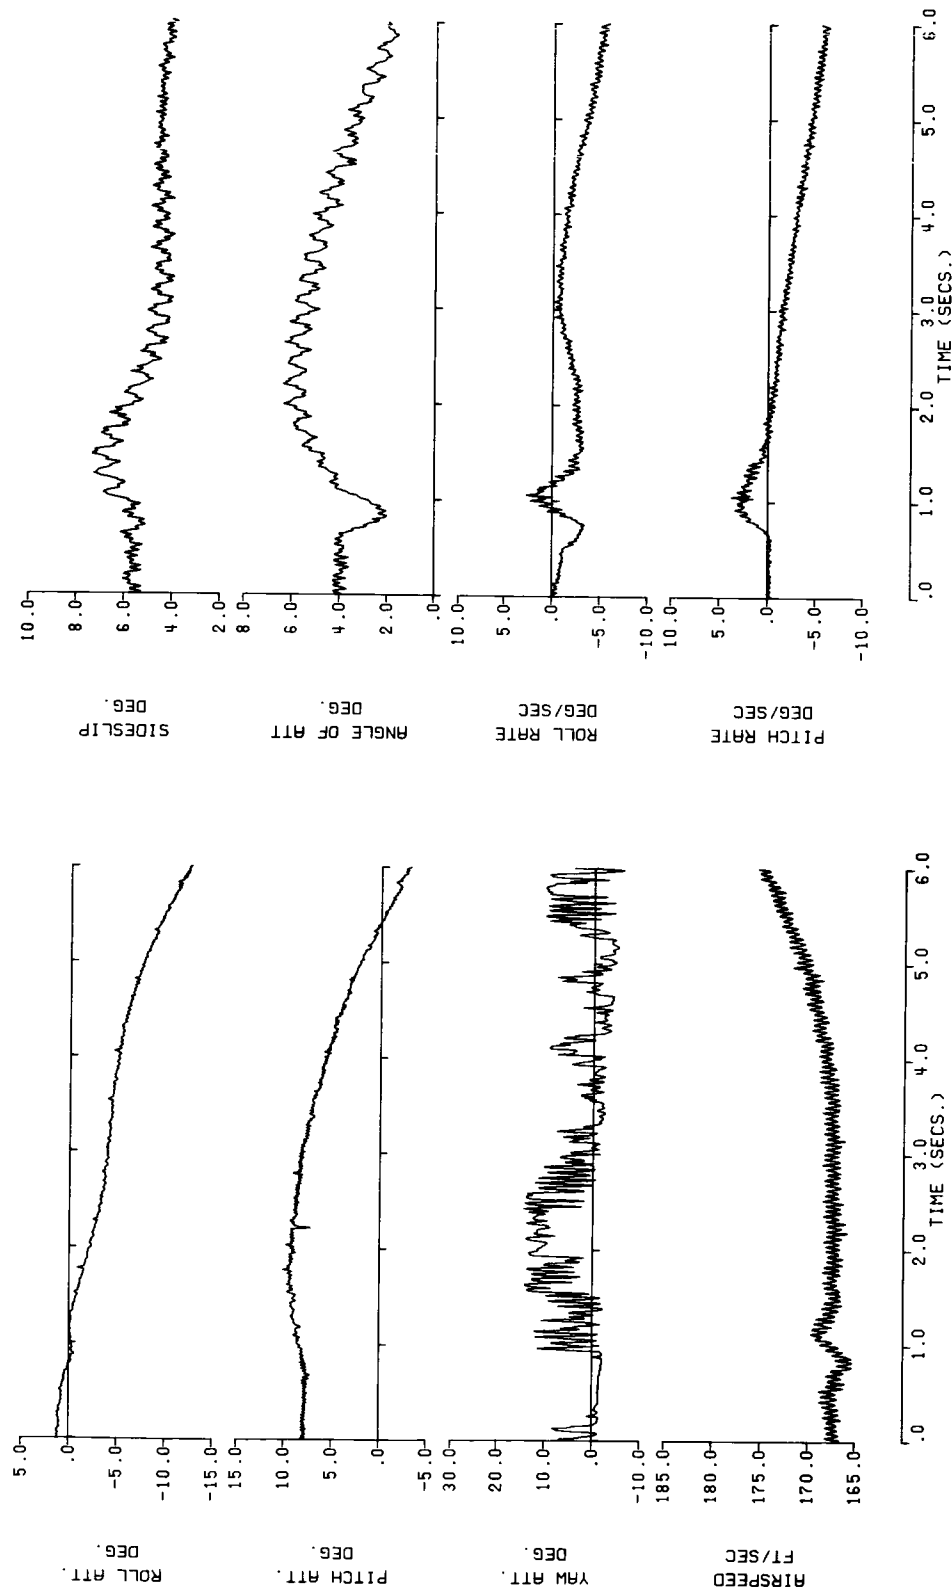 10.0
8.0
6.0
4.0
2.0
SIDESLIP
DEG.
8.0
6.0
4.0
2.0
.0
ANGLE OF ATT
DEG.
10.0
5.0
.0
-5.0
-10.0
ROLL RATE
DEG/SEC
10.0
5.0
.0
-5.0
-10.0
PITCH RATE
DEG/SEC
.0 1.0 2.0 3.0 4.0 5.0 6.0
TIME (SECS.)
5.0
.0
-5.0
-10.0
-15.0
ROLL ATT.
DEG.
15.0
10.0
5.0
.0
-5.0
PITCH ATT.
DEG.
30.0
20.0
10.0
.0
-10.0
YAW ATT.
DEG.
185.0
180.0
175.0
170.0
165.0
AIRSPEED
FT/SEC
.0 1.0 2.0 3.0 4.0 5.0 6.0
TIME (SECS.)